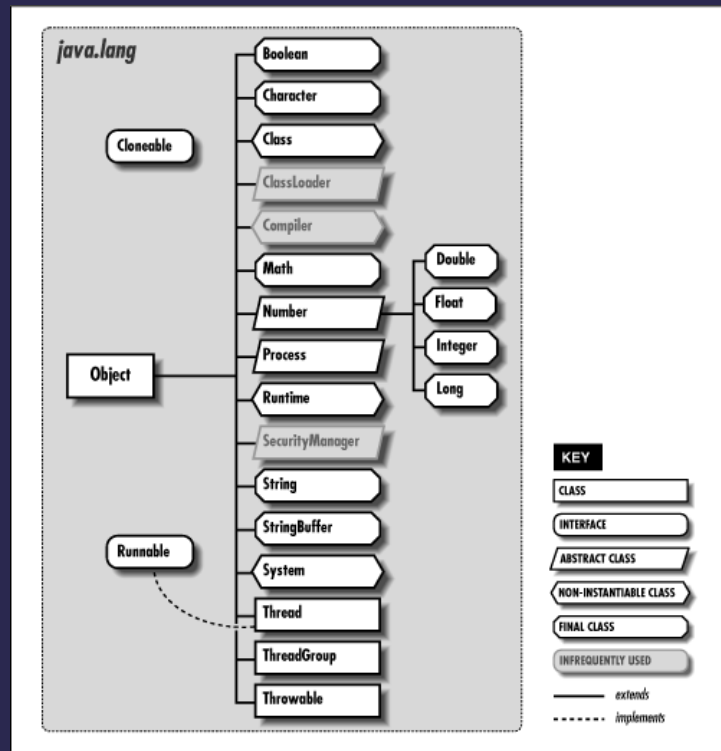 java.lang
Boolean
Character
Cloneable
Class
ClassLoader
Compiler
Math
Double
Number
Float
Process
Integer
Object
Long
Runtime
SecurityManager
String
StringBuffer
Runnable
System
Thread
ThreadGroup
Throwable
KEY
CLASS
INTERFACE
ABSTRACT CLASS
NON-INSTANTIABLE CLASS
FINAL CLASS
INFREQUENTLY USED
extends
implements